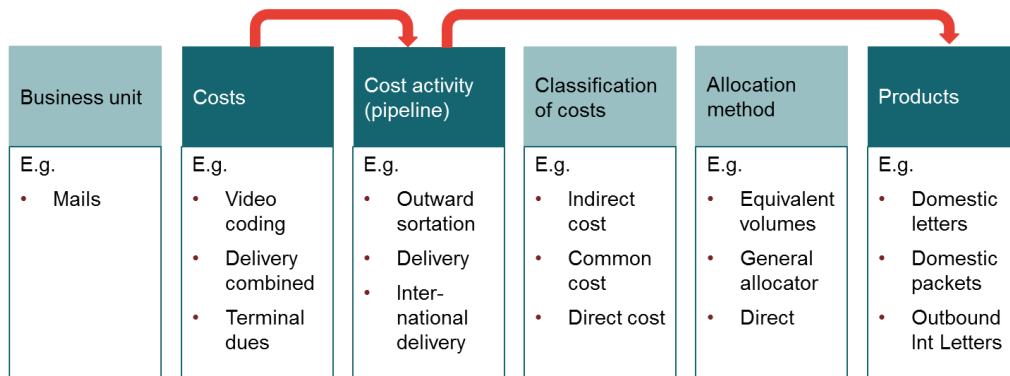 Business unit
Costs
Cost activity
(pipeline)
Classification
of costs
Allocation
method
Products
E.g.
• Mails
E.g.
• Video
coding
• Delivery
combined
• Terminal
dues
E.g.
• Outward
sortation
• Delivery
• Inter-
national
delivery
E.g.
• Indirect
cost
• Common
cost
• Direct cost
E.g.
• Equivalent
volumes
• General
allocator
• Direct
E.g.
• Domestic
letters
• Domestic
packets
• Outbound
Int Letters